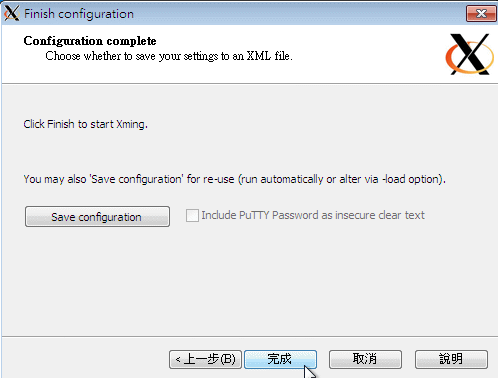 Finish configuration
Configuration complete
Choose whether to save your settings to an XML file.
Click Finish to start Xming.
You may also 'Save configuration' for re-use (run automatically or alter via -load option).
Save configuration
Include PuTTY Password as insecure clear text
< 上一步(B) 完成 取消 說明